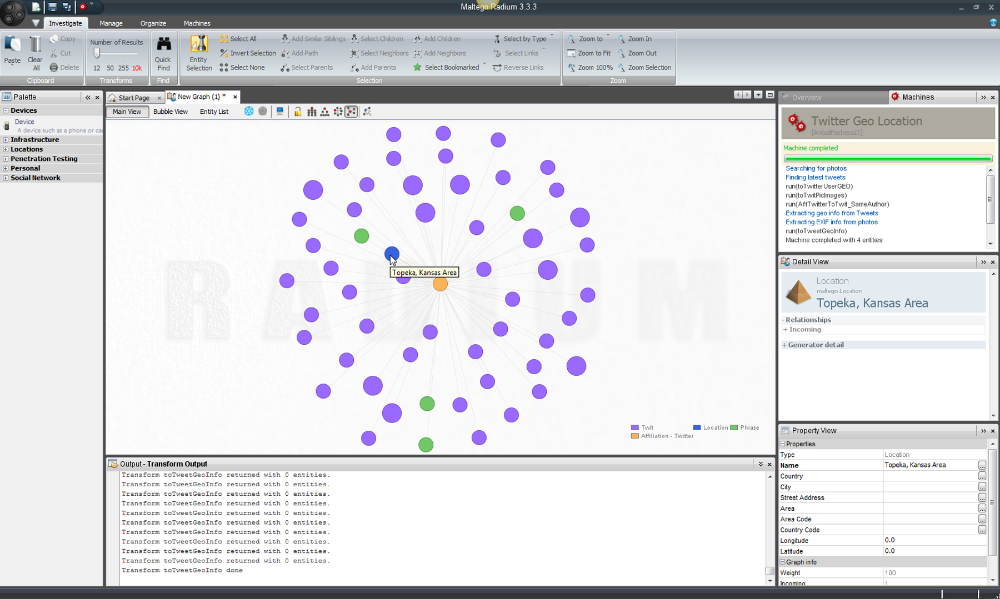 Maltego Radium 3.3.3
Investigate
Manage
Organize
Machines
Paste
Clear All
Copy
Cut
Delete
Clipboard
Number of Results
12 50 255 10k
Transforms
Quick Find
Find
Entity Selection
Select All
Invert Selection
Select None
Add Similar Siblings
Add Path
Select Parents
Select Children
Select Neighbors
Add Parents
Add Children
Add Neighbors
Select Bookmarked
Select by Type
Select Links
Reverse Links
Selection
Zoom to
Zoom to Fit
Zoom 100%
Zoom In
Zoom Out
Zoom Selection
Zoom
Palette
Devices
Device
A device such as a phone or ca
Infrastructure
Locations
Penetration Testing
Personal
Social Network
Start Page
New Graph (1) *
Main View
Bubble View
Entity List
RADIUM
Topeka, Kansas Area
Twit
Location
Phrase
Affiliation - Twitter
Output - Transform Output
Transform toTweetGeoInfo returned with 0 entities.
Transform toTweetGeoInfo returned with 0 entities.
Transform toTweetGeoInfo returned with 0 entities.
Transform toTweetGeoInfo returned with 0 entities.
Transform toTweetGeoInfo returned with 0 entities.
Transform toTweetGeoInfo returned with 0 entities.
Transform toTweetGeoInfo returned with 0 entities.
Transform toTweetGeoInfo returned with 0 entities.
Transform toTweetGeoInfo returned with 0 entities.
Transform toTweetGeoInfo returned with 0 entities.
Transform toTweetGeoInfo done
Overview
Machines
Twitter Geo Location
[AnibalPachecoIT]
Machine completed
Searching for photos
Finding latest tweets
run(toTwitterUserGEO)
run(toTwitPicImages)
run(AffTwitterToTwit_SameAuthor)
Extracting geo info from Tweets
Extracting EXIF info from photos
run(toTweetGeoInfo)
Machine completed with 4 entities
Detail View
Location
maltego.Location
Topeka, Kansas Area
- Relationships
+ Incoming
+ Generator detail
Property View
Properties
Type Location
Name Topeka, Kansas Area
Country
City
Street Address
Area
Area Code
Country Code
Longitude 0.0
Latitude 0.0
Graph info
Weight 100
Incoming 1